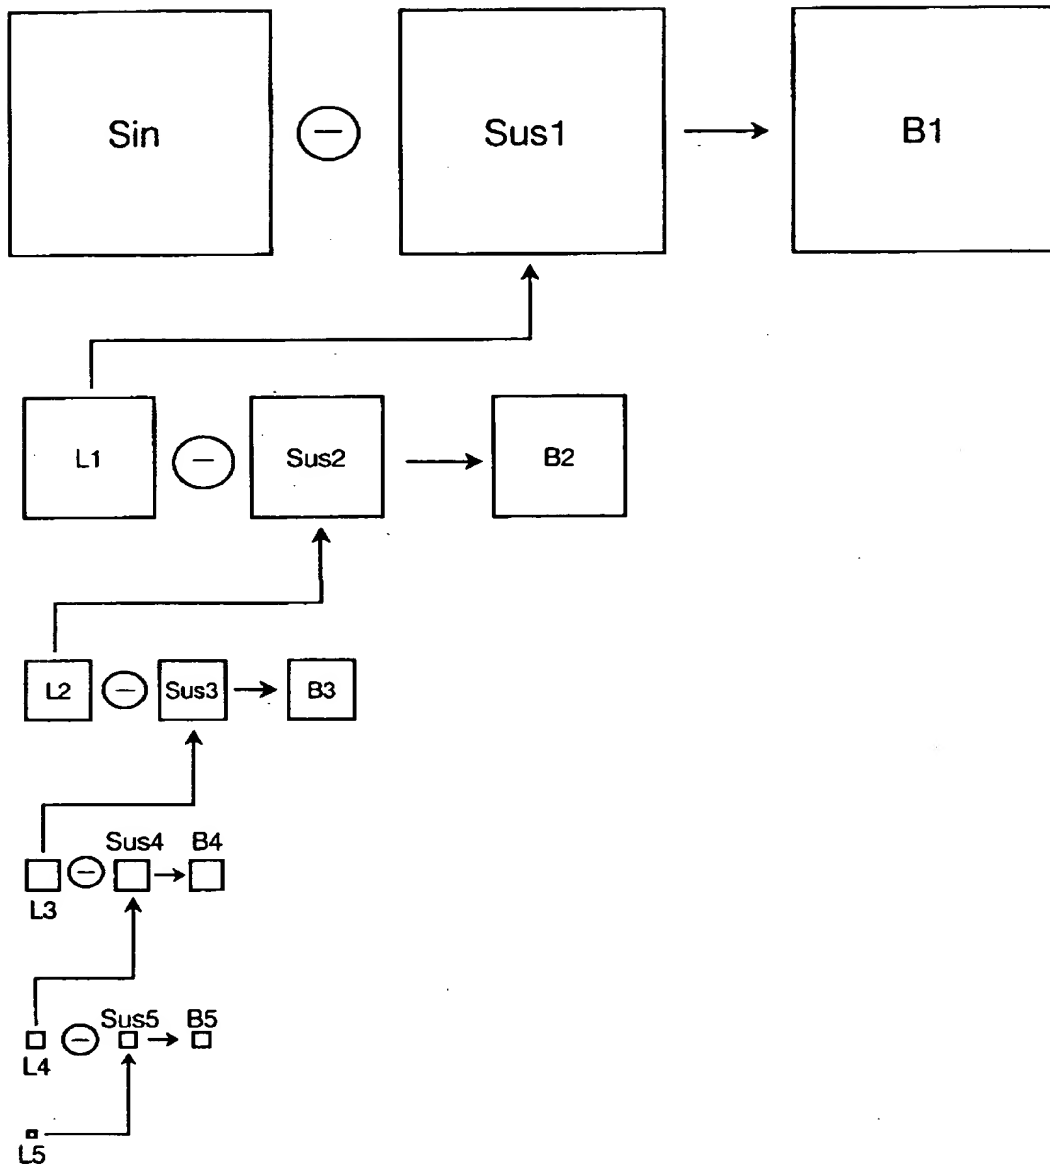 Sin − Sus1 B1
L1 − Sus2 B2
L2 − Sus3 B3
Sus4 B4
−
L3
Sus5 B5
−
L4
L5